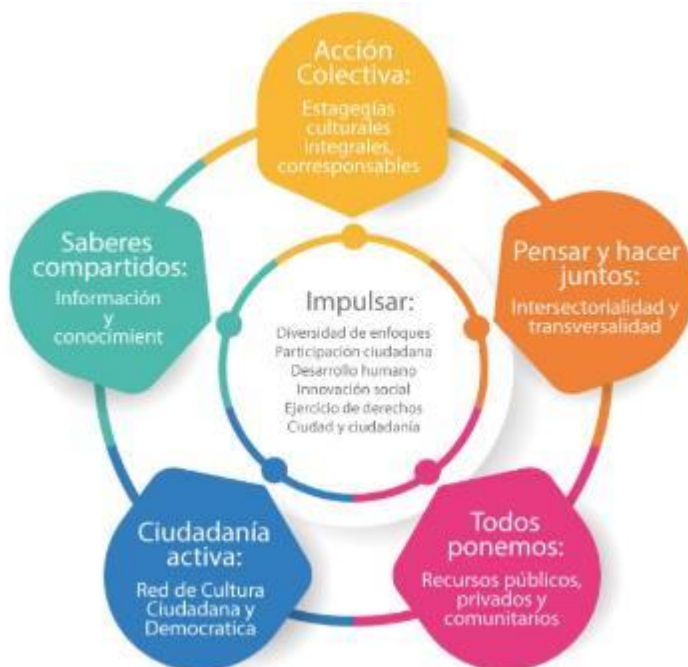 Acción
Colectiva:
Estagegías
culturales
integrales,
corresponsables
Saberes
compartidos:
Información
y
conocimient
Pensar y hacer
juntos:
Intersectorialidad y
transversalidad
Impulsar:
Diversidad de enfoques
Participación ciudadana
Desarrollo humano
Innovación social
Ejercicio de derechos
Ciudad y ciudadanía
Ciudadanía
activa:
Red de Cultura
Ciudadana y
Democratica
Todos
ponemos:
Recursos públicos,
privados y
comunitarios